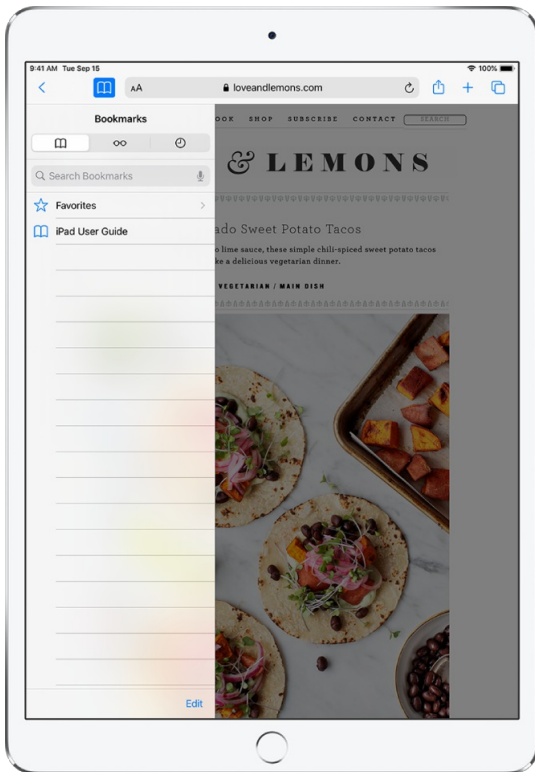 9:41 AM Tue Sep 15
100%
AA
loveandlemons.com
Bookmarks
OOK SHOP SUBSCRIBE CONTACT SEARCH
& LEMONS
Search Bookmarks
Favorites
iPad User Guide
ado Sweet Potato Tacos
o lime sauce, these simple chili-spiced sweet potato tacos
ke a delicious vegetarian dinner.
VEGETARIAN / MAIN DISH
Edit